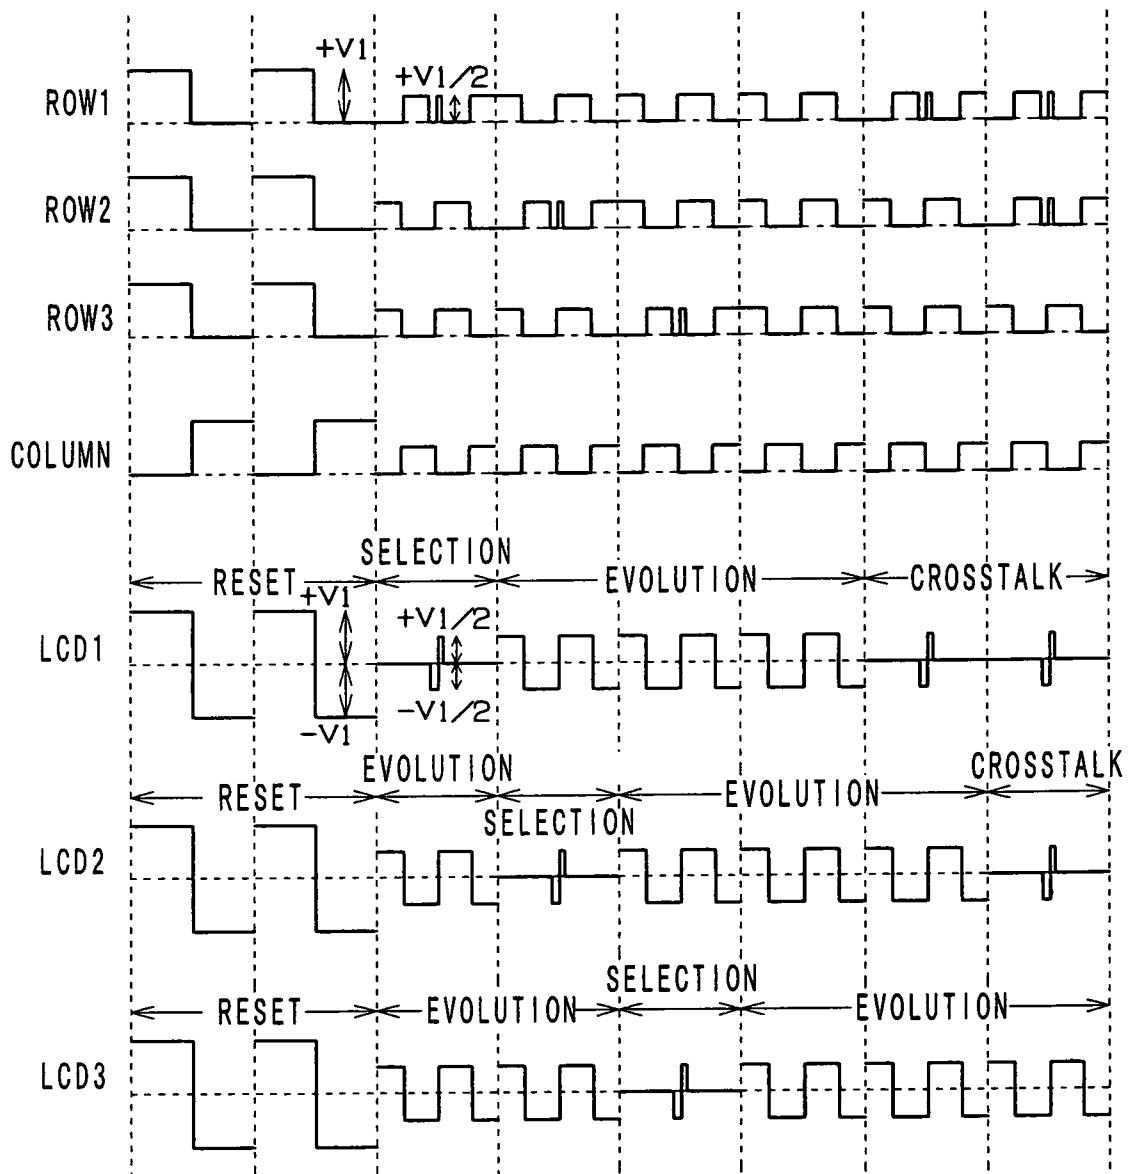 +V1
+V1/2
ROW1
ROW2
ROW3
COLUMN
SELECTION
RESET
EVOLUTION
CROSSTALK
+V1
+V1/2
LCD1
-V1/2
-V1
EVOLUTION
CROSSTALK
RESET
EVOLUTION
SELECTION
LCD2
SELECTION
RESET
EVOLUTION
EVOLUTION
LCD3